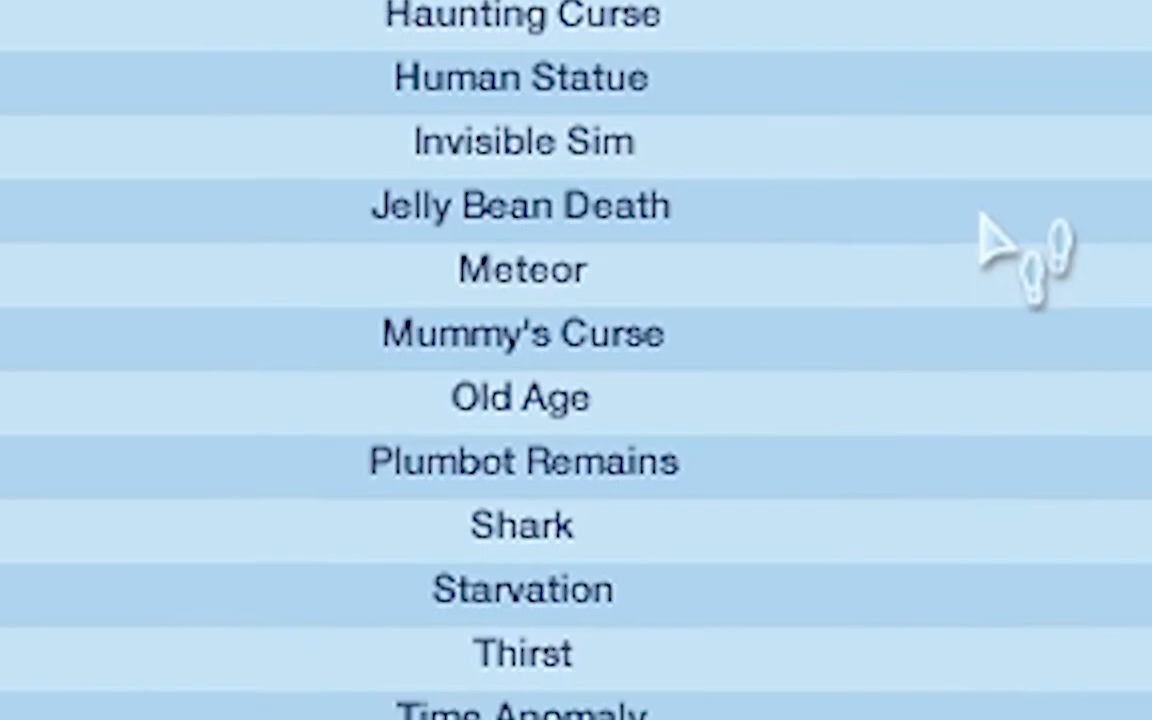 Haunting Curse
Human Statue
Invisible Sim
Jelly Bean Death
Meteor
Mummy's Curse
Old Age
Plumbot Remains
Shark
Starvation
Thirst
Time Anomaly